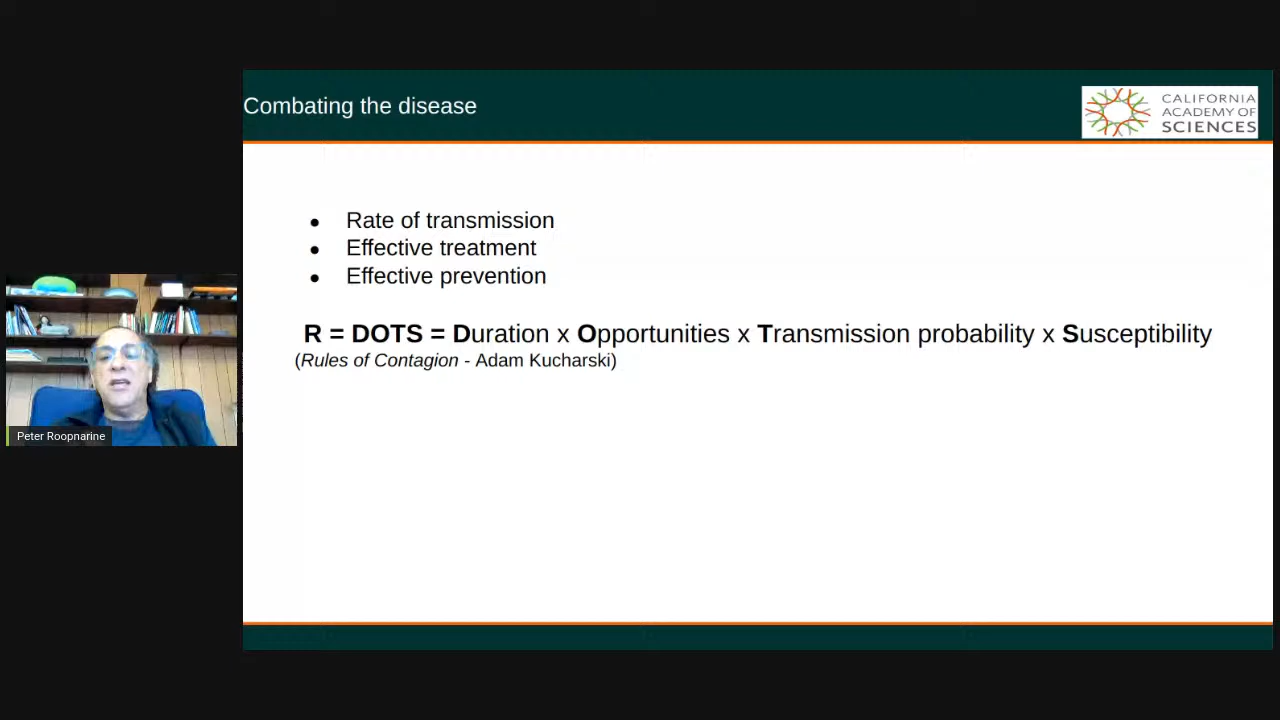 Combating the disease
CALIFORNIA
ACADEMY OF
SCIENCES
● Rate of transmission
● Effective treatment
● Effective prevention
R = DOTS = Duration x Opportunities x Transmission probability x Susceptibility
(Rules of Contagion - Adam Kucharski)
Peter Roopnarine